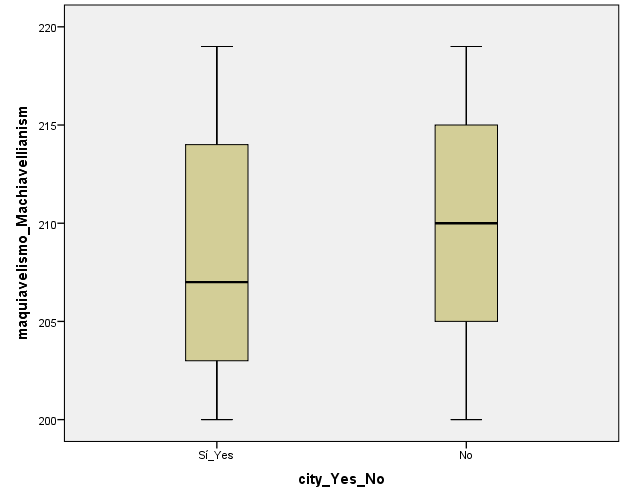 220
215
210
205
200
maquiavelismo_Machiavellianism
Sí_Yes
No
city_Yes_No